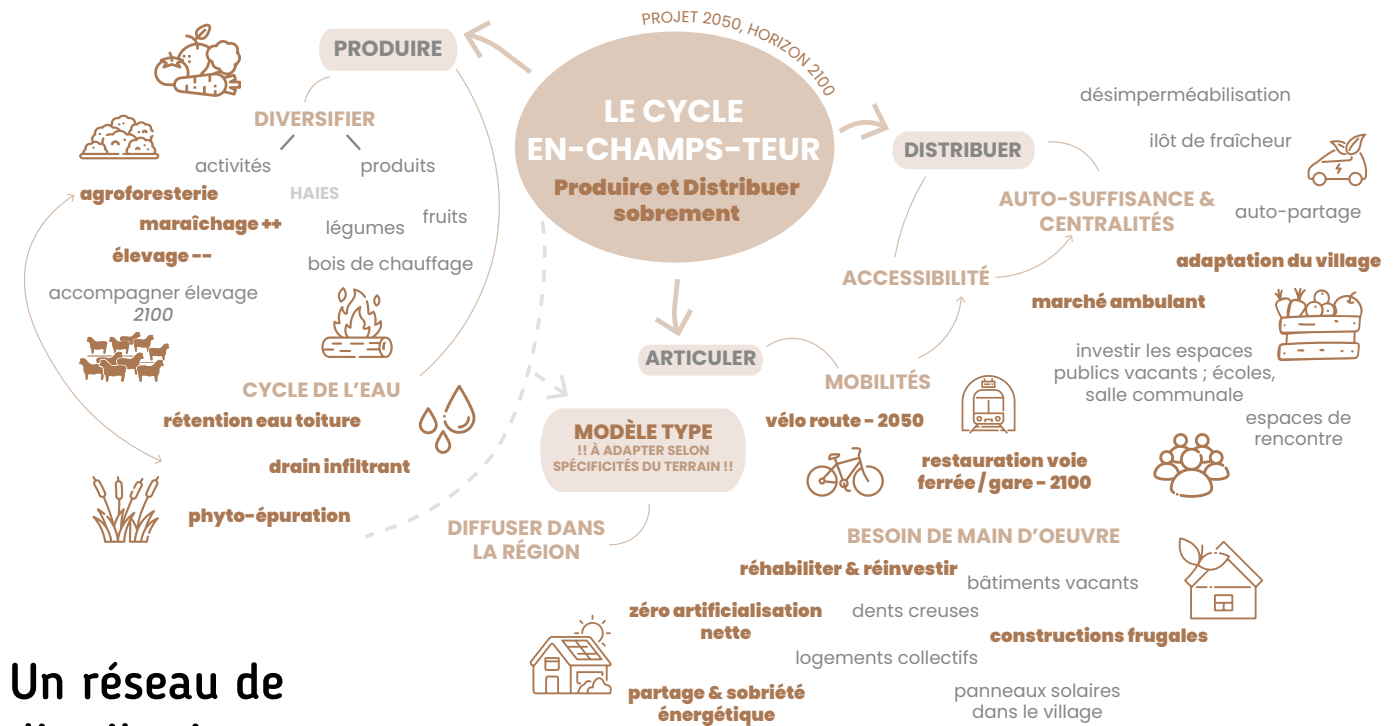 PROJET 2050, HORIZON 2100
LE CYCLE
EN-CHAMPS-TEUR
Produire et Distribuer
sobrement
PRODUIRE
DIVERSIFIER
activités
produits
agroforesterie
HAIES
maraîchage ++
légumes
fruits
élevage --
bois de chauffage
accompagner élevage
2100
CYCLE DE L'EAU
rétention eau toiture
drain infiltrant
phyto-épuration
DISTRIBUER
désimperméabilisation
ilôt de fraîcheur
AUTO-SUFFISANCE &
CENTRALITÉS
auto-partage
adaptation du village
ACCESSIBILITÉ
marché ambulant
investir les espaces
publics vacants ; écoles,
salle communale
espaces de
rencontre
ARTICULER
MOBILITÉS
vélo route - 2050
restauration voie
ferrée / gare - 2100
MODÈLE TYPE
!! À ADAPTER SELON
SPÉCIFICITÉS DU TERRAIN !!
DIFFUSER DANS
LA RÉGION
BESOIN DE MAIN D'OEUVRE
réhabiliter & réinvestir
bâtiments vacants
zéro artificialisation
nette
dents creuses
constructions frugales
logements collectifs
partage & sobriété
énergétique
panneaux solaires
dans le village
Un réseau de